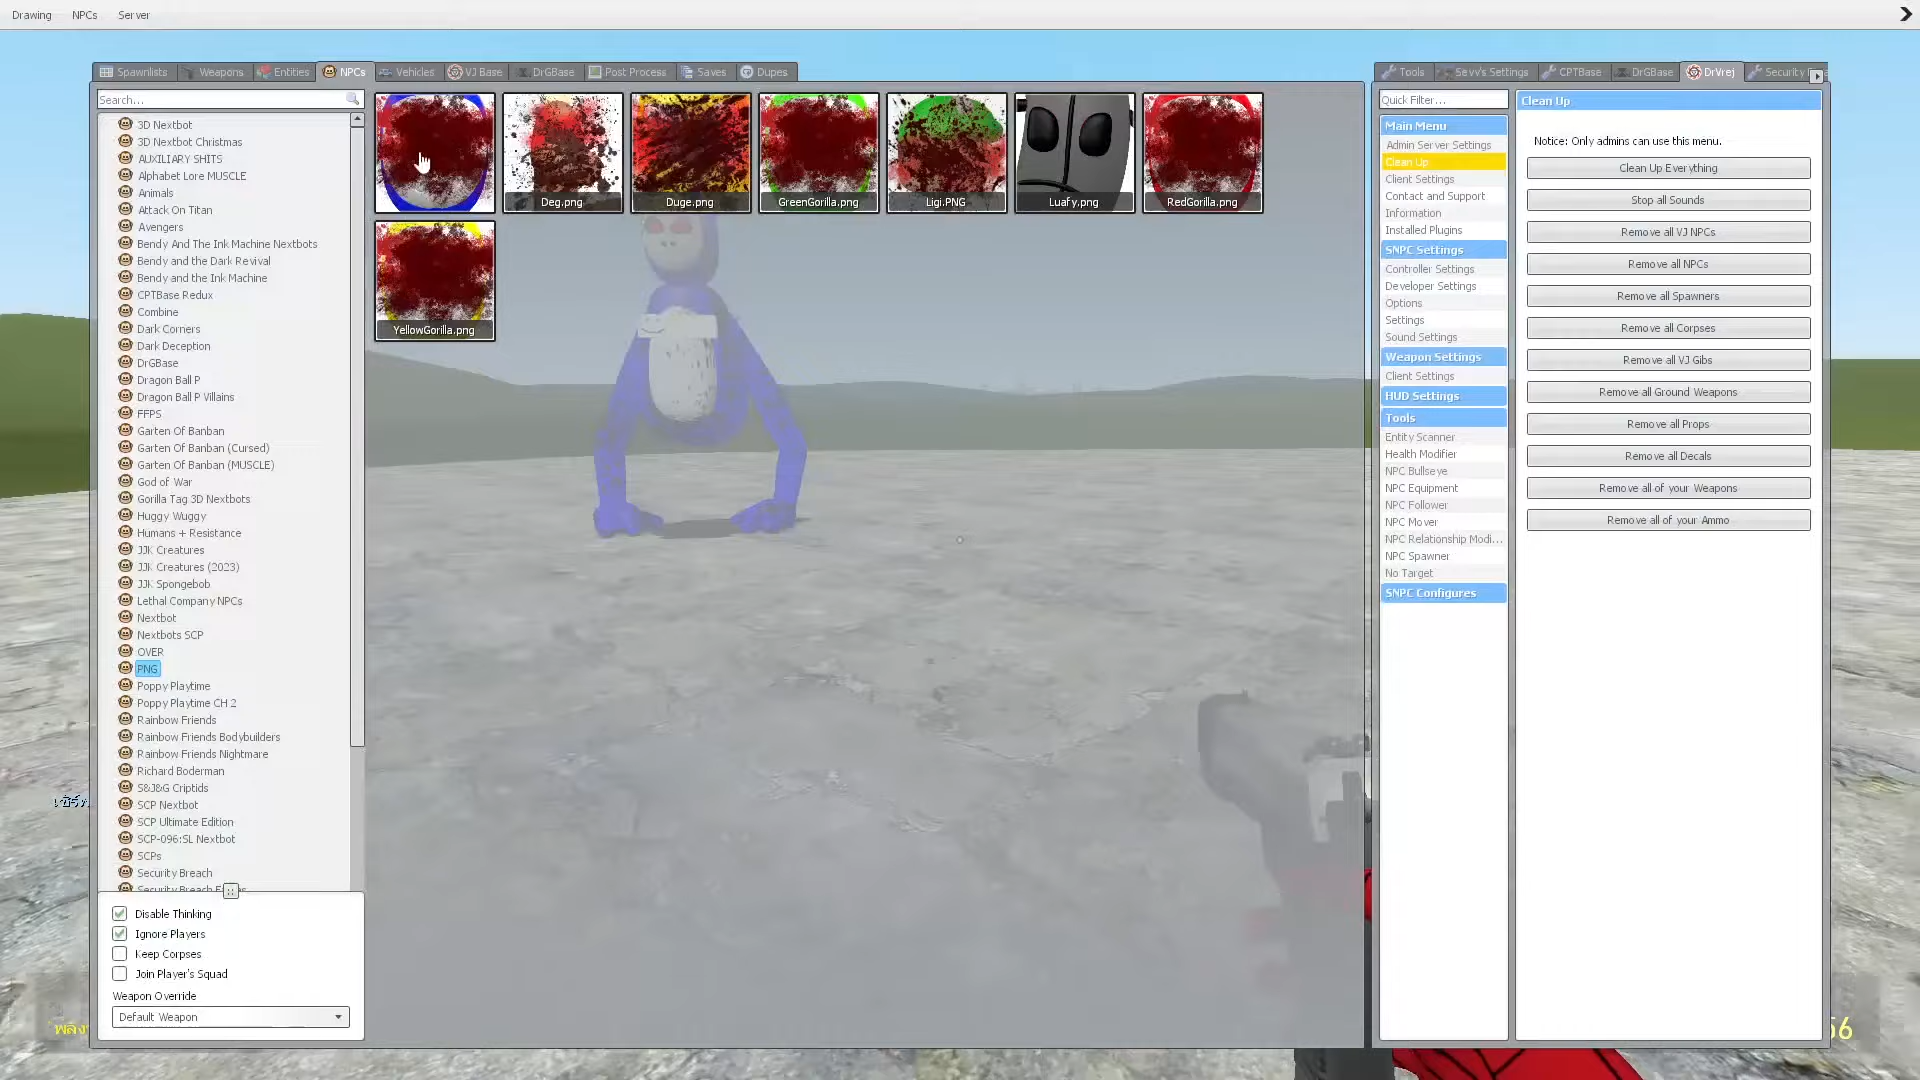 Drawing NPCs Server
Spawnlists Weapons Entities NPCs Vehicles VJ Base DrGBase Post Process Saves Dupes
Search...
3D Nextbot
3D Nextbot Christmas
AUXILIARY SHITS
Alphabet Lore MUSCLE
Animals
Attack On Titan
Avengers
Bendy And The Ink Machine Nextbots
Bendy and the Dark Revival
Bendy and the Ink Machine
CPTBase Redux
Combine
Dark Corners
Dark Deception
DrGBase
Dragon Ball P
Dragon Ball P Villains
FFPS
Garten Of Banban
Garten Of Banban (Cursed)
Garten Of Banban (MUSCLE)
God of War
Gorilla Tag 3D Nextbots
Huggy Wuggy
Humans + Resistance
JJK Creatures
JJK Creatures (2023)
JJK Spongebob
Lethal Company NPCs
Nextbot
Nextbots SCP
OVER
PNG
Poppy Playtime
Poppy Playtime CH 2
Rainbow Friends
Rainbow Friends Bodybuilders
Rainbow Friends Nightmare
Richard Boderman
S&J&G Criptids
SCP Nextbot
SCP Ultimate Edition
SCP-096:SL Nextbot
SCPs
Security Breach
Disable Thinking
Ignore Players
Keep Corpses
Join Player's Squad
Weapon Override
Default Weapon
Deg.png Duge.png GreenGorilla.png Ligi.PNG Luafy.png RedGorilla.png
YellowGorilla.png
Tools Sevv's Settings CPTBase DrGBase DrVrej Security
Quick Filter...
Main Menu
Admin Server Settings
Clean Up
Client Settings
Contact and Support
Information
Installed Plugins
SNPC Settings
Controller Settings
Developer Settings
Options
Settings
Sound Settings
Weapon Settings
Client Settings
HUD Settings
Tools
Entity Scanner
Health Modifier
NPC Bullseye
NPC Equipment
NPC Follower
NPC Mover
NPC Relationship Modi...
NPC Spawner
No Target
SNPC Configures
Clean Up
Notice: Only admins can use this menu.
Clean Up Everything
Stop all Sounds
Remove all VJ NPCs
Remove all NPCs
Remove all Spawners
Remove all Corpses
Remove all VJ Gibs
Remove all Ground Weapons
Remove all Props
Remove all Decals
Remove all of your Weapons
Remove all of your Ammo